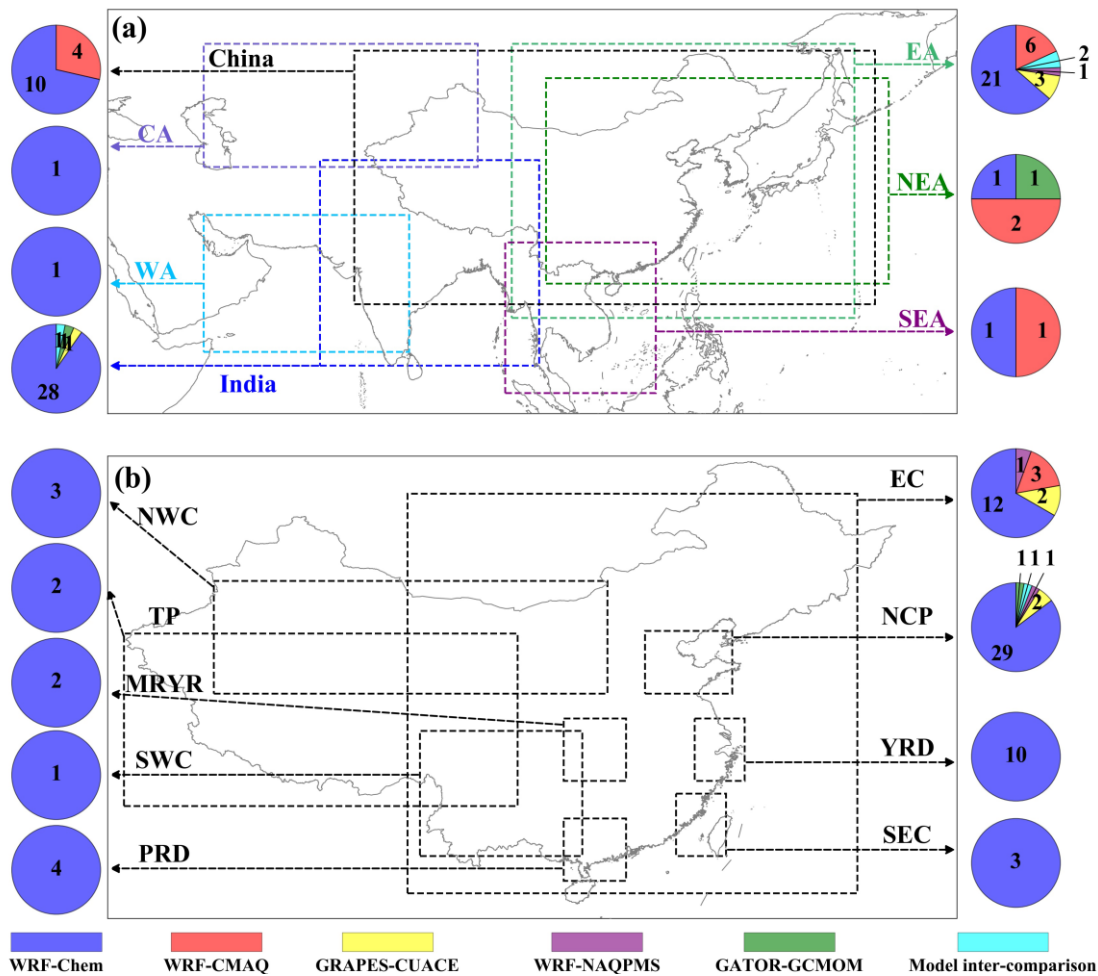 (a)
China
4
10
EA
6
2
1
3
21
CA
1
NEA
1
1
2
WA
1
SEA
1
1
India
1
1
1
28
(b)
3
NWC
EC
1
3
2
12
2
TP
NCP
1
1
1
2
29
2
MRYR
YRD
10
1
SWC
SEC
3
4
PRD
WRF-Chem
WRF-CMAQ
GRAPES-CUACE
WRF-NAQPMS
GATOR-GCMOM
Model inter-comparison